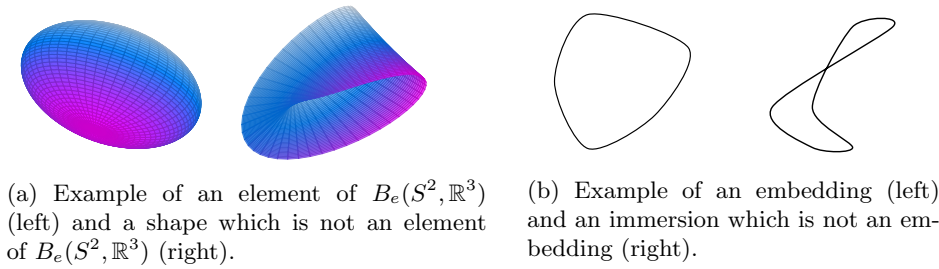 (a) Example of an element of $B_e(S^2, \mathbb{R}^3)$
(left) and a shape which is not an element
of $B_e(S^2, \mathbb{R}^3)$ (right).
(b) Example of an embedding (left)
and an immersion which is not an em-
bedding (right).